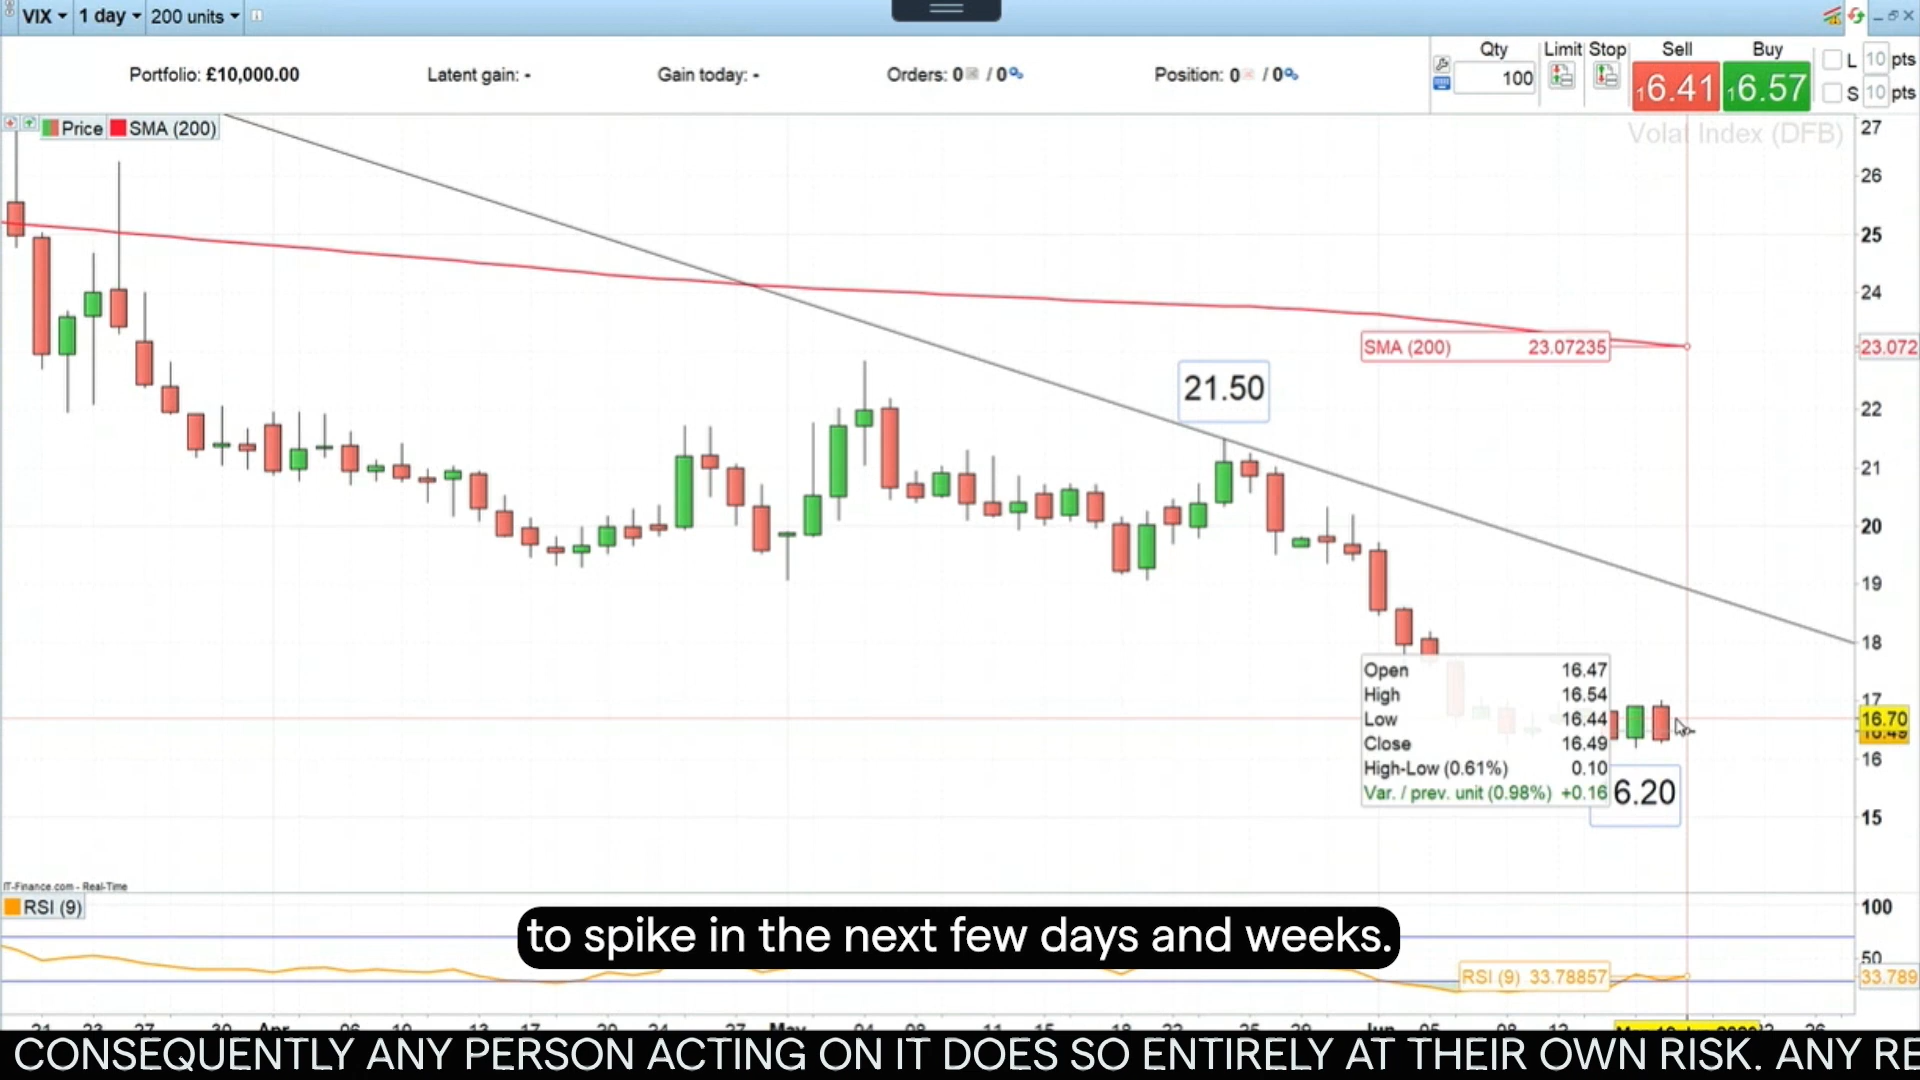 VIX 1 day 200 units
Portfolio: £10,000.00 Latent gain: - Gain today: - Orders: 0 / 0 Position: 0 / 0
Qty Limit Stop Sell Buy
100 16.41 16.57
L 10 pts
S 10 pts
Price SMA (200)
Volat Index (DFB)
27
26
25
24
SMA (200) 23.07235
23.072
21.50
22
21
20
19
18
17
Open 16.47
High 16.54
Low 16.44
Close 16.49
High-Low (0.61%) 0.10
Var. / prev. unit (0.98%) +0.16
16.70
16.49
16
6.20
15
IT-Finance.com - Real-Time
RSI (9)
100
to spike in the next few days and weeks.
50
RSI (9) 33.78857
33.789
CONSEQUENTLY ANY PERSON ACTING ON IT DOES SO ENTIRELY AT THEIR OWN RISK. ANY RE